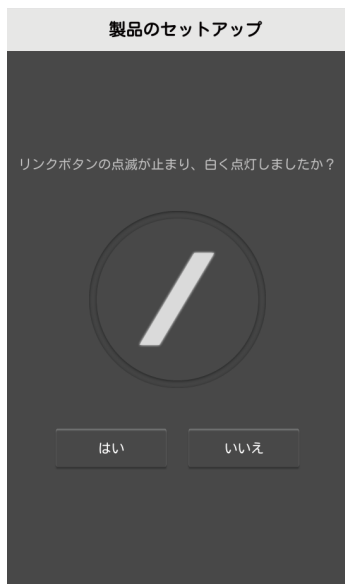 製品のセットアップ
リンクボタンの点滅が止まり、白く点灯しましたか？
はい
いいえ